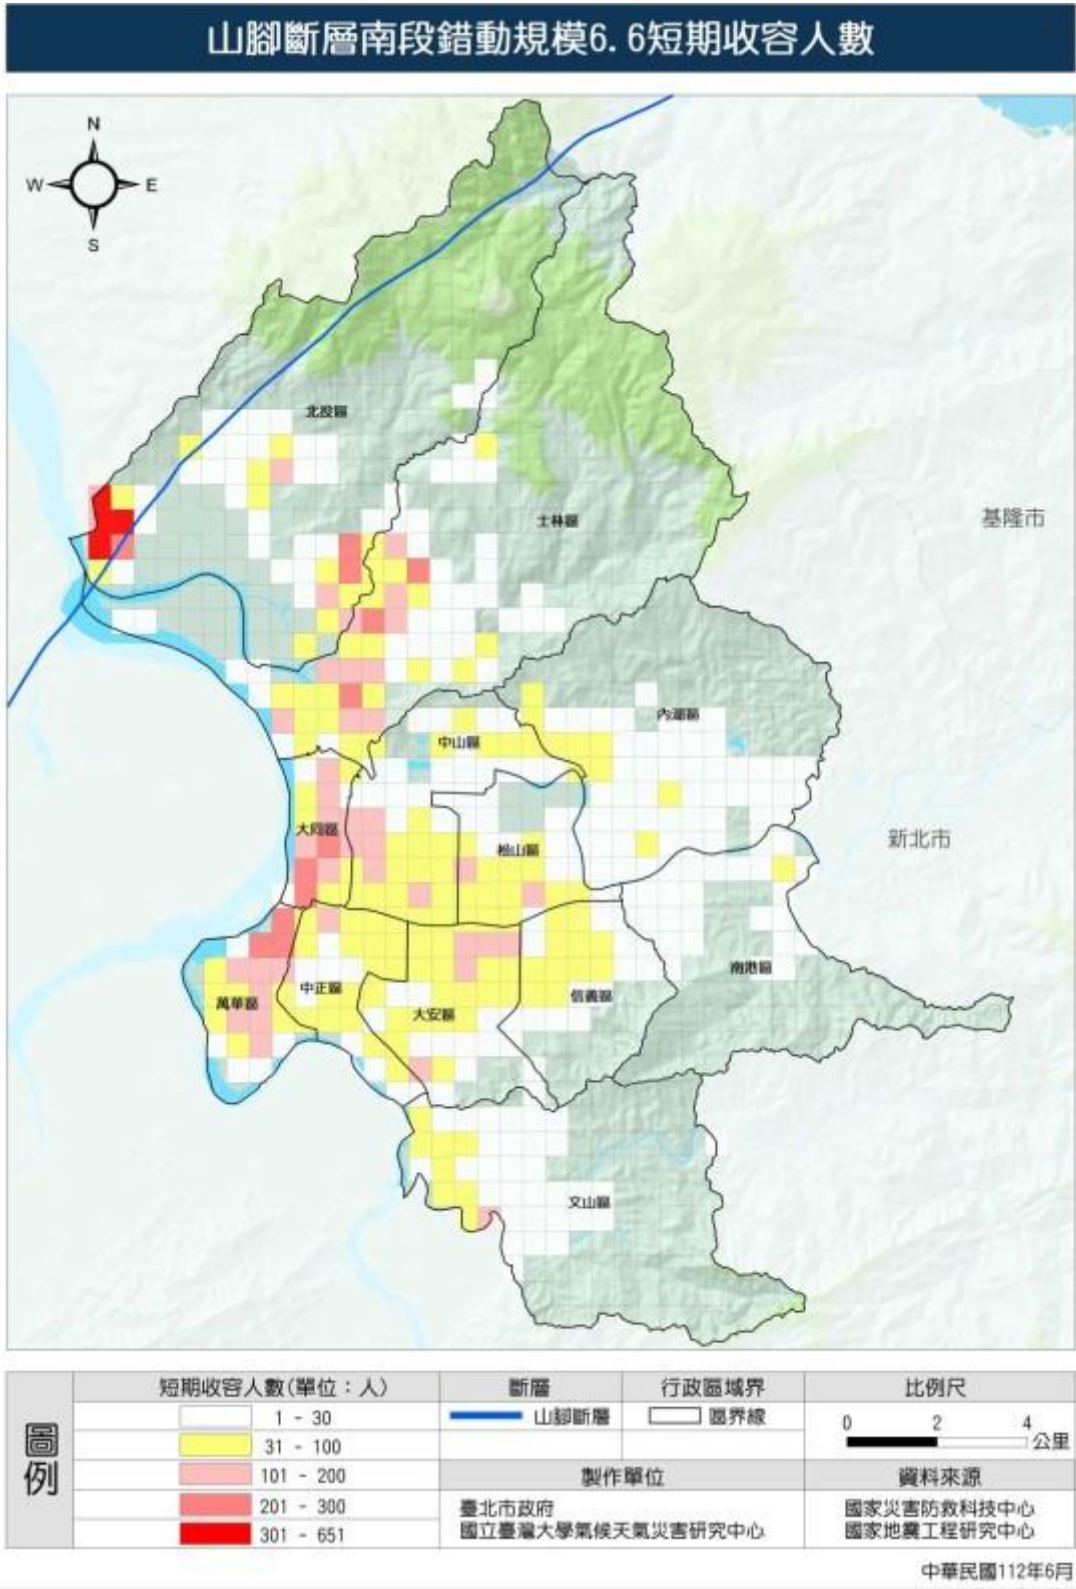 山腳斷層南段錯動規模6.6短期收容人數
N
W
E
S
北投區
士林區
基隆市
內湖區
中山區
大同區
松山區
新北市
南港區
中正區
信義區
萬華區
大安區
文山區
圖例
短期收容人數(單位：人)
1 - 30
31 - 100
101 - 200
201 - 300
301 - 651
斷層
山腳斷層
行政區域界
區界線
比例尺
0 2 4
公里
製作單位
臺北市政府
國立臺灣大學氣候天氣災害研究中心
資料來源
國家災害防救科技中心
國家地震工程研究中心
中華民國112年6月